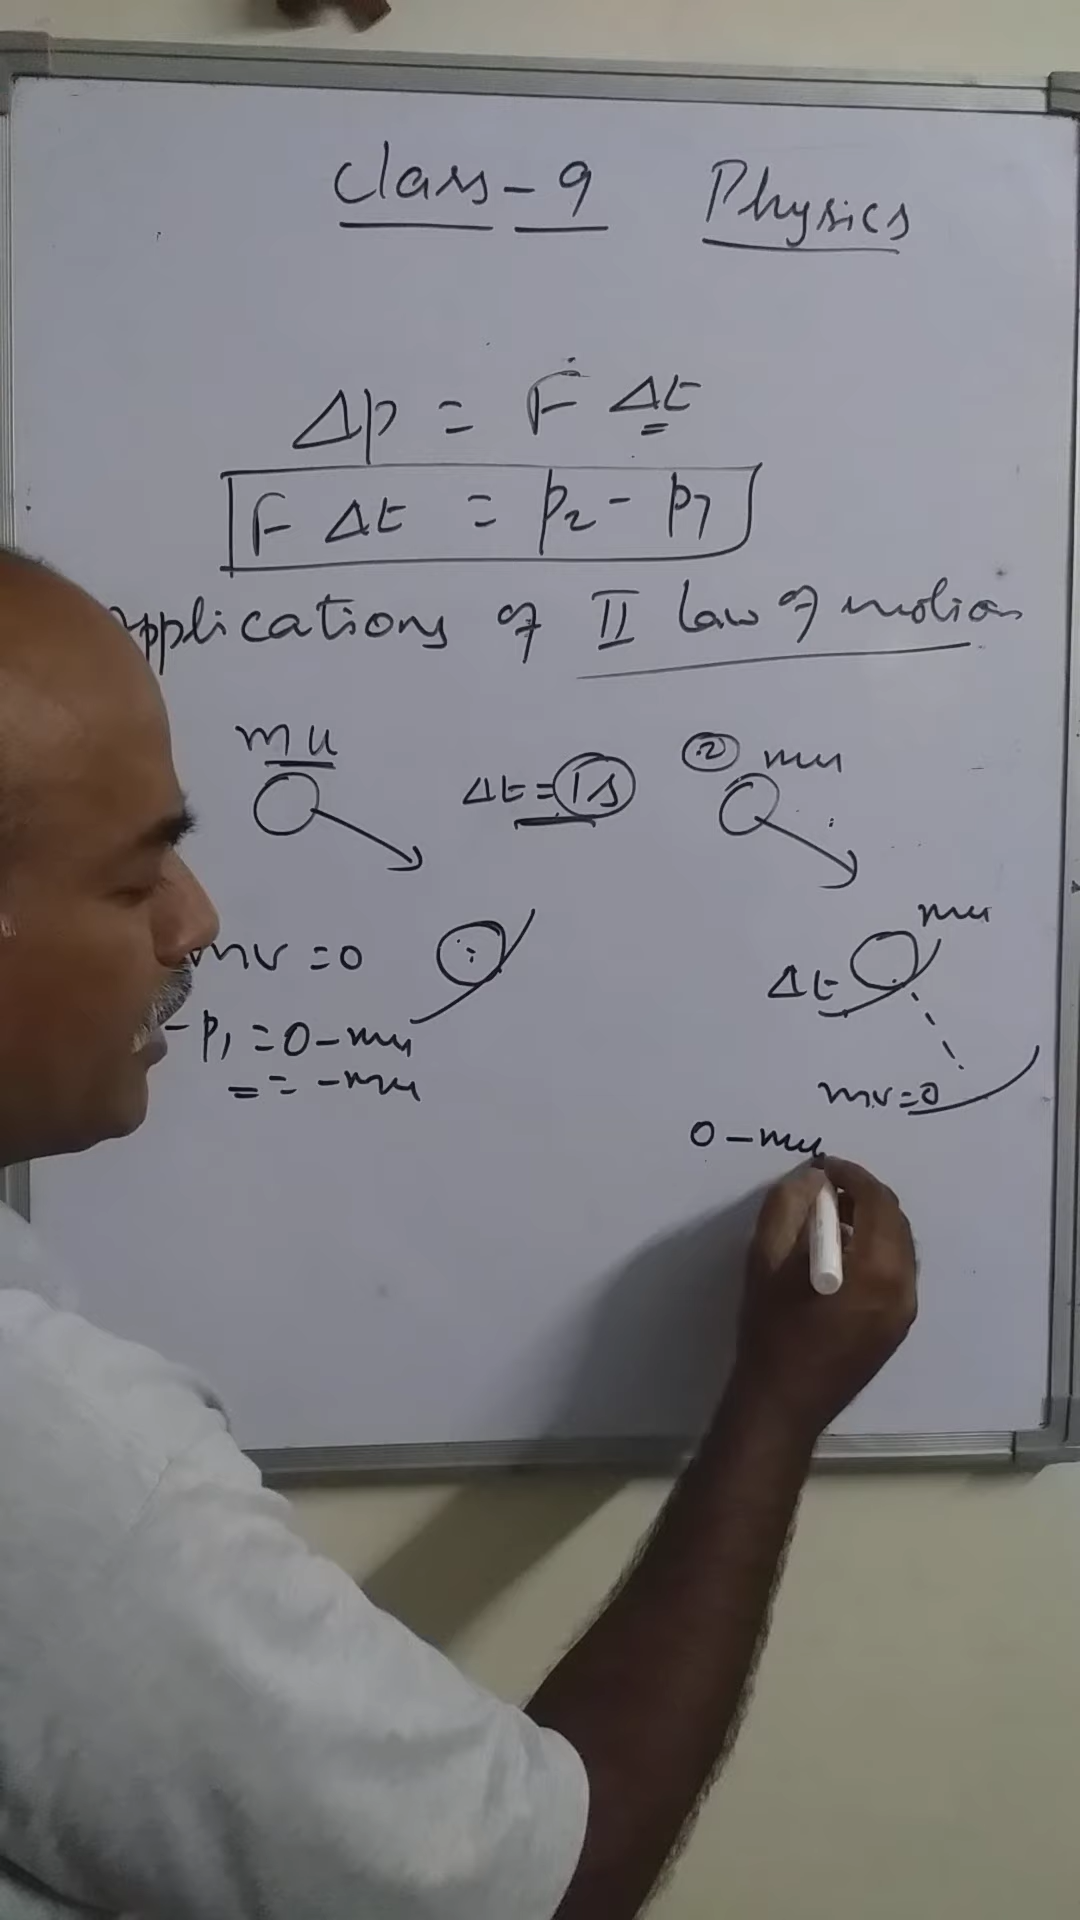 Class-9 Physics
Δp = F Δt
F Δt = p₂ - p₁
Applications of II law of motion
mu
Δt = 1s
② mu
mv = 0
- p₁ = 0 - mu
= = -mu
mu
Δt
mv = 0
0 - mu